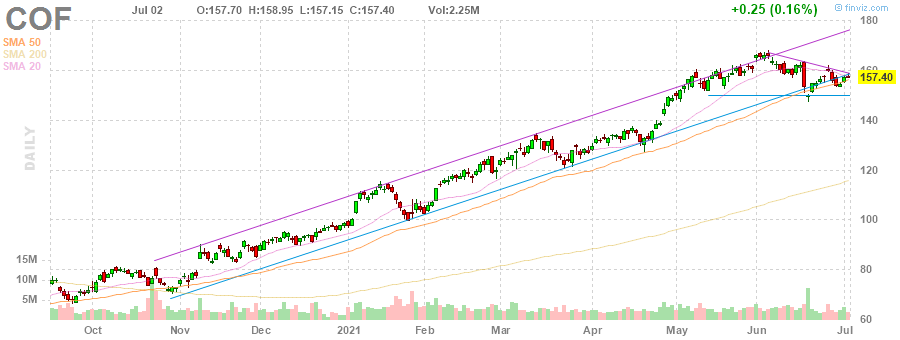 COF
Jul 02
O:157.70 H:158.95 L:157.15 C:157.40 Vol:2.25M
+0.25 (0.16%)
© finviz.com
SMA 50
SMA 200
SMA 20
DAILY
180
160
157.40
140
120
100
80
60
15M
10M
5M
Oct Nov Dec 2021 Feb Mar Apr May Jun Jul